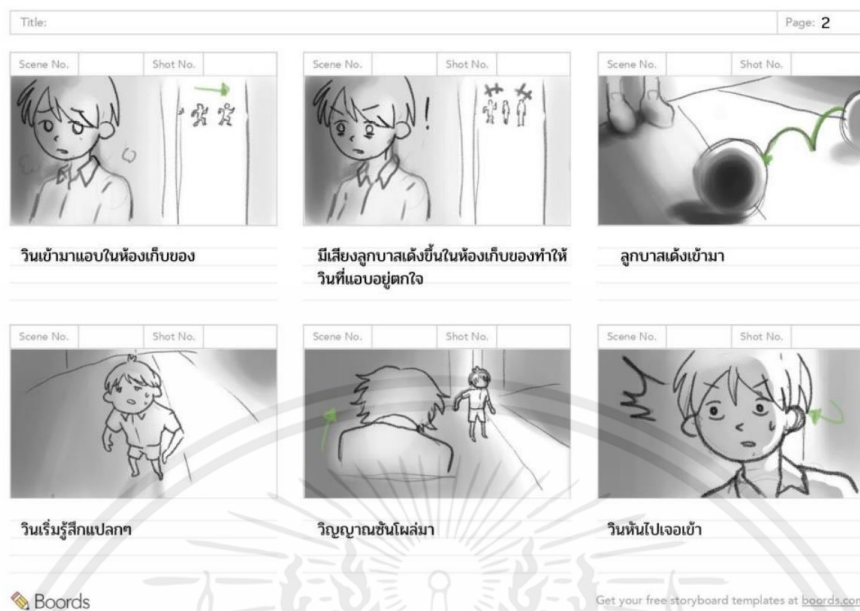 Title: Page: 2
Scene No. Shot No. Scene No. Shot No. Scene No. Shot No.
!
วินเข้ามาแอบในห้องเก็บของ
มีเสียงลูกบาสเด้งขึ้นในห้องเก็บของทำให้
วินที่แอบอยู่ตกใจ
ลูกบาสเด้งเข้ามา
Scene No. Shot No. Scene No. Shot No. Scene No. Shot No.
วินเริ่มรู้สึกแปลกๆ
วิญญาณซันโผล่มา
วินหันไปเจอเข้า
Boords
Get your free storyboard templates at boords.com